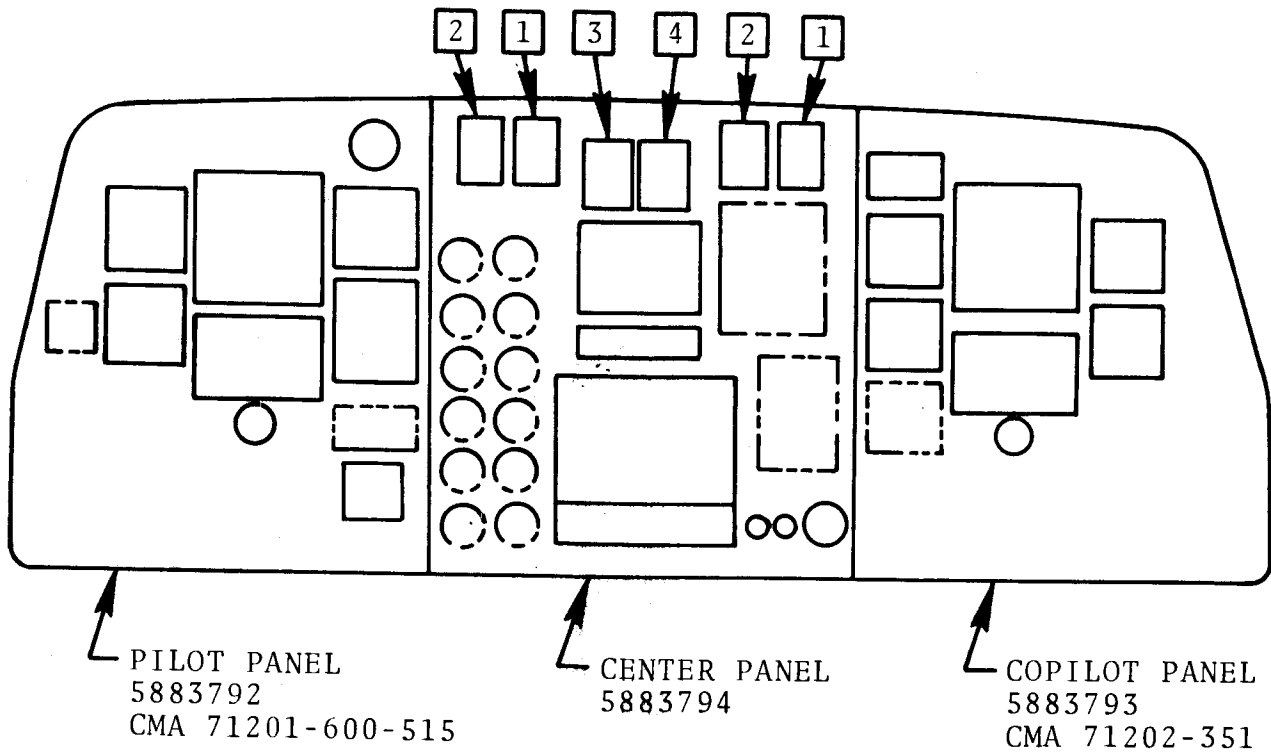 2 1 3 4 2 1
PILOT PANEL
5883792
CMA 71201-600-515
CENTER PANEL
5883794
COPILOT PANEL
5883793
CMA 71202-351